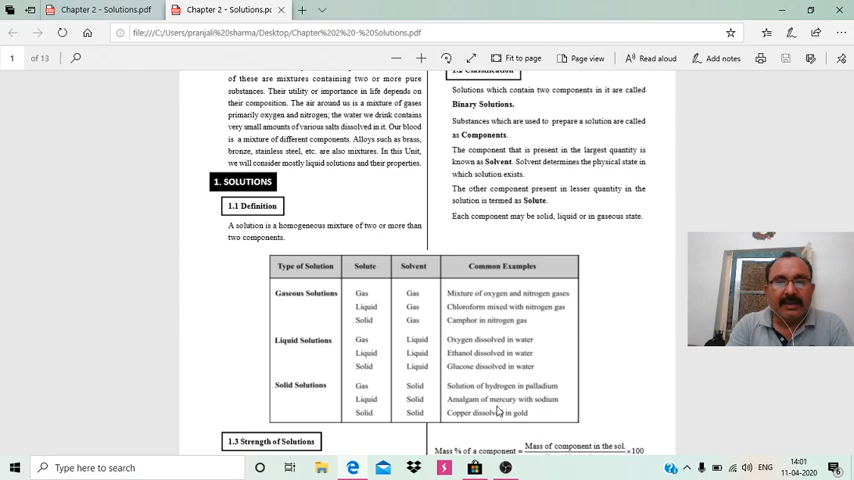 Chapter 2 - Solutions.pdf
Chapter 2 - Solutions.pd
file:///C:/Users/pranjali%20sharma/Desktop/Chapter%202%20-%20Solutions.pdf
1 of 13
Fit to page
Page view
Read aloud
Add notes
of these are mixtures containing two or more pure
substances. Their utility or importance in life depends on
their composition. The air around us is a mixture of gases
primarily oxygen and nitrogen; the water we drink contains
very small amounts of various salts dissolved in it. Our blood
is a mixture of different components. Alloys such as brass,
bronze, stainless steel, etc. are also mixtures. In this Unit,
we will consider mostly liquid solutions and their properties.
1. SOLUTIONS
1.1 Definition
A solution is a homogeneous mixture of two or more than
two components.
1.2 Classification
Solutions which contain two components in it are called
Binary Solutions.
Substances which are used to prepare a solution are called
as Components.
The component that is present in the largest quantity is
known as Solvent. Solvent determines the physical state in
which solution exists.
The other component present in lesser quantity in the
solution is termed as Solute.
Each component may be solid, liquid or in gaseous state.
Type of Solution Solute Solvent Common Examples
Gaseous Solutions Gas Gas Mixture of oxygen and nitrogen gases
Liquid Gas Chloroform mixed with nitrogen gas
Solid Gas Camphor in nitrogen gas
Liquid Solutions Gas Liquid Oxygen dissolved in water
Liquid Liquid Ethanol dissolved in water
Solid Liquid Glucose dissolved in water
Solid Solutions Gas Solid Solution of hydrogen in palladium
Liquid Solid Amalgam of mercury with sodium
Solid Solid Copper dissolved in gold
1.3 Strength of Solutions
Mass % of a component = Mass of component in the sol. ×100
Type here to search
ENG
14:01
11-04-2020